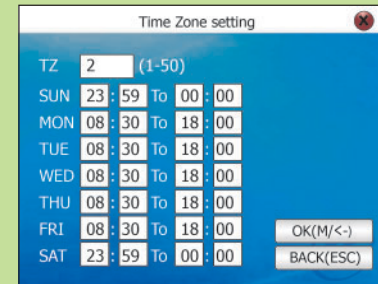 Time Zone setting
TZ 2 (1-50)
SUN 23 : 59 To 00 : 00
MON 08 : 30 To 18 : 00
TUE 08 : 30 To 18 : 00
WED 08 : 30 To 18 : 00
THU 08 : 30 To 18 : 00
FRI 08 : 30 To 18 : 00 OK(M/<-)
SAT 23 : 59 To 00 : 00 BACK(ESC)